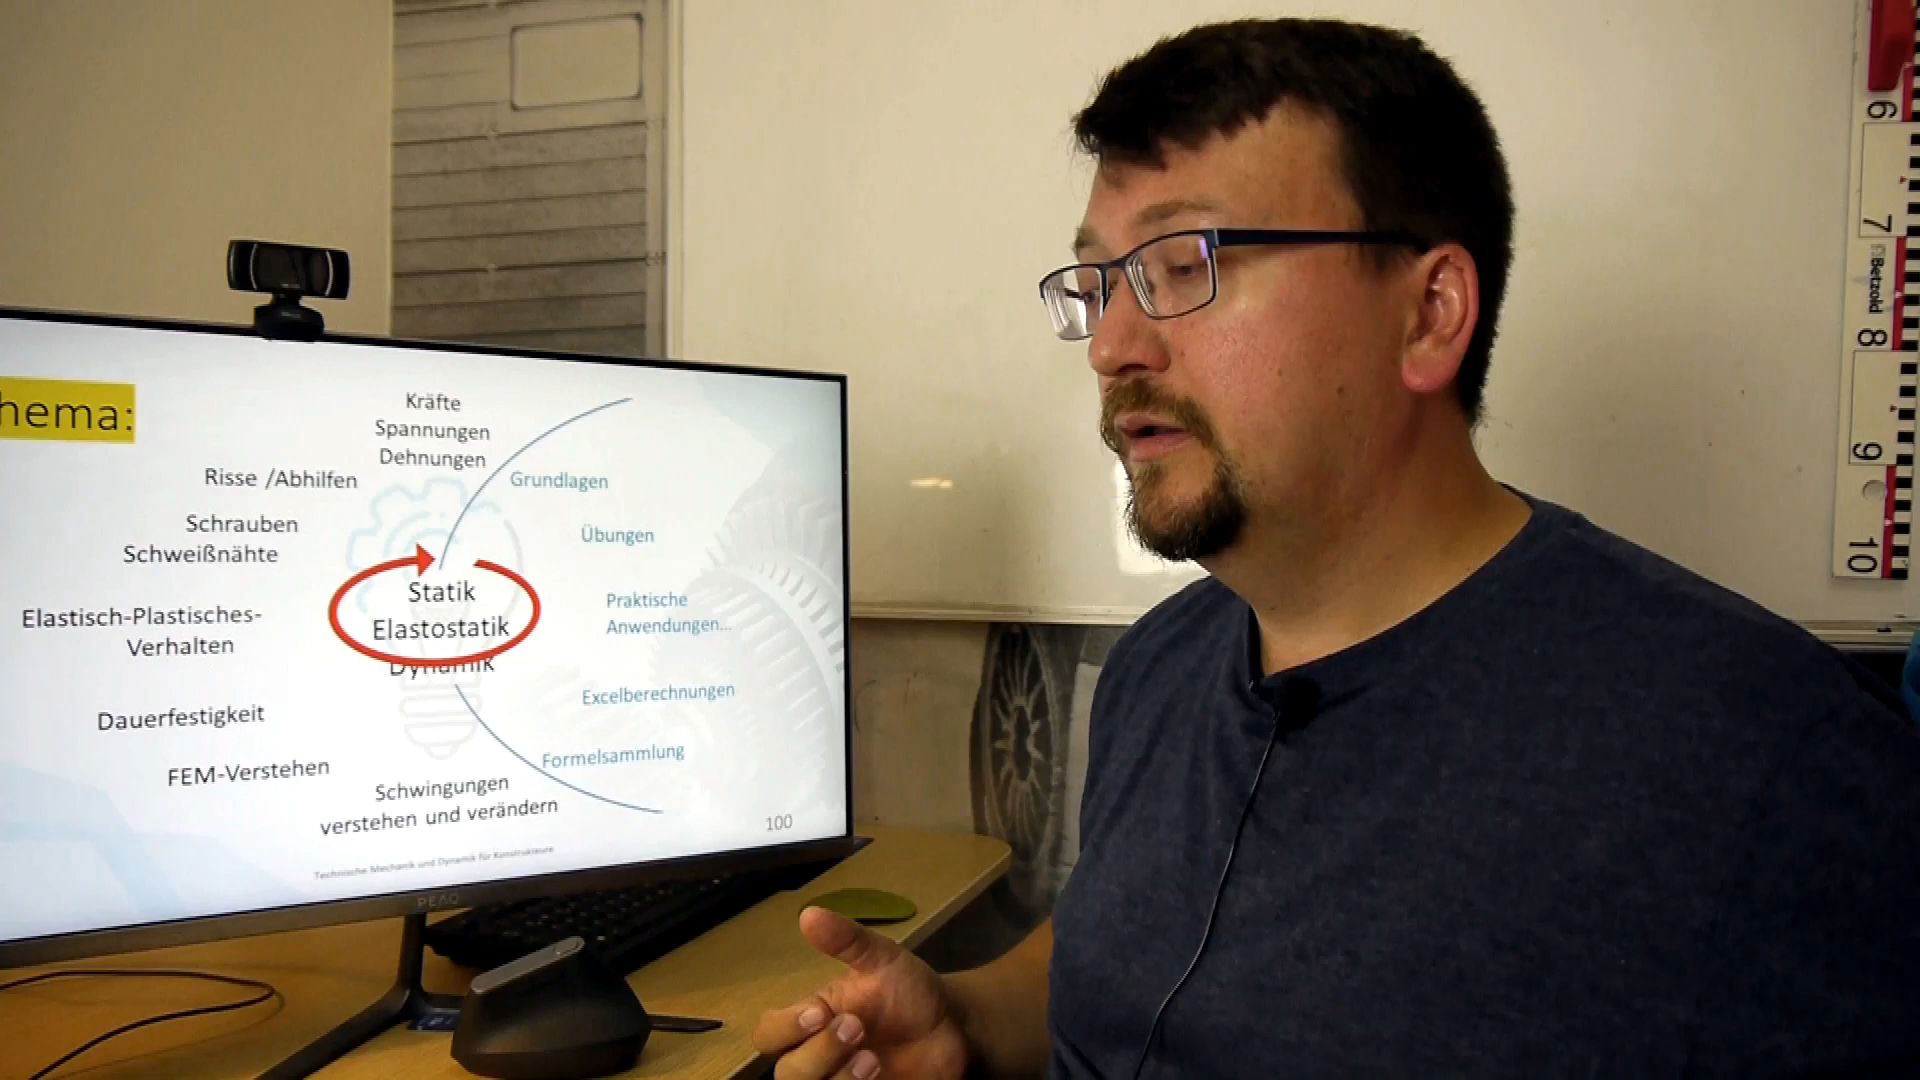 hema:
Kräfte
Spannungen
Dehnungen
Risse /Abhilfen
Schrauben
Schweißnähte
Elastisch-Plastisches-
Verhalten
Dauerfestigkeit
FEM-Verstehen
Statik
Elastostatik
Dynamik
Schwingungen
verstehen und verändern
Grundlagen
Übungen
Praktische
Anwendungen...
Excelberechnungen
Formelsammlung
100
Technische Mechanik und Dynamik für Konstrukteure
PEAQ
6
7
Betzold
8
9
10